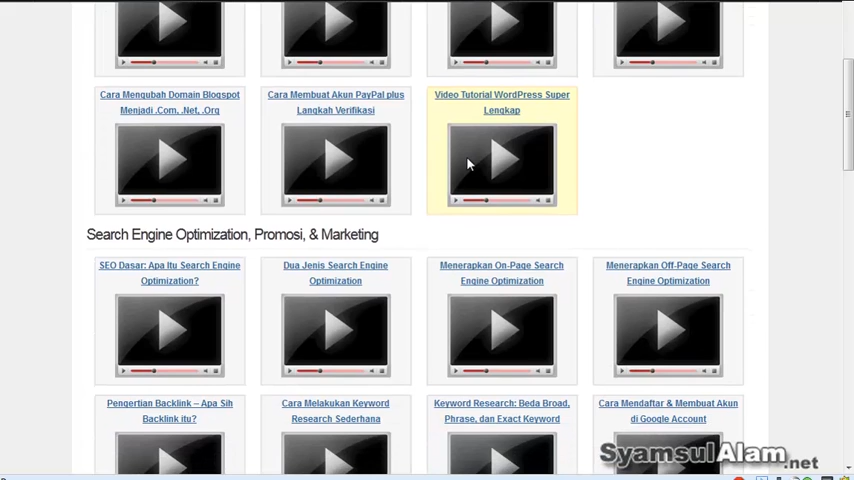 Cara Mengubah Domain Blogspot
Menjadi .Com, .Net, .Org
Cara Membuat Akun PayPal plus
Langkah Verifikasi
Video Tutorial WordPress Super
Lengkap
Search Engine Optimization, Promosi, & Marketing
SEO Dasar: Apa Itu Search Engine
Optimization?
Dua Jenis Search Engine
Optimization
Menerapkan On-Page Search
Engine Optimization
Menerapkan Off-Page Search
Engine Optimization
Pengertian Backlink – Apa Sih
Backlink itu?
Cara Melakukan Keyword
Research Sederhana
Keyword Research: Beda Broad,
Phrase, dan Exact Keyword
Cara Mendaftar & Membuat Akun
di Google Account
SyamsulAlam.net